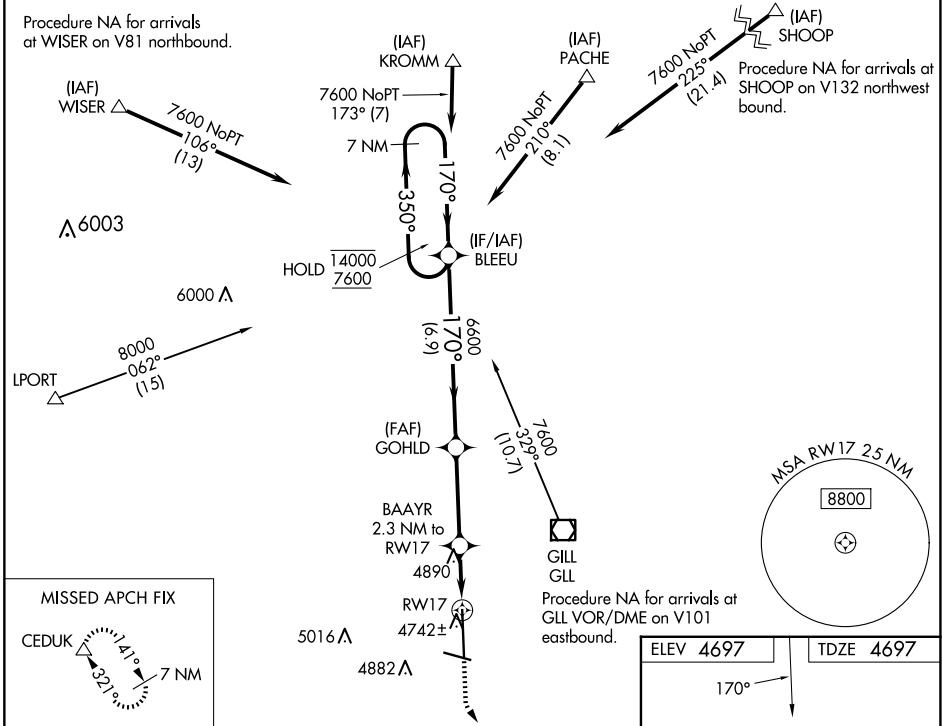 Procedure NA for arrivals
at WISER on V81 northbound.
(IAF)
WISER
7600 NoPT
106°
(13)
(IAF)
KROMM
7600 NoPT
173° (7)
7 NM
(IAF)
PACHE
7600 NoPT
210°
(8.1)
(IAF)
SHOOP
7600 NoPT
225°
(21.4)
Procedure NA for arrivals at
SHOOP on V132 northwest
bound.
350°
170°
6003
6000
HOLD
14000
7600
(IF/IAF)
BLEEU
6600
170°
(6.9)
LPORT
8000
062°
(15)
(FAF)
GOHLD
7600
329°
(10.7)
GILL
GLL
Procedure NA for arrivals at
GLL VOR/DME on V101
eastbound.
BAAYR
2.3 NM to
RW17
4890
RW17
4742±
5016
4882
MSA RW17 25 NM
8800
MISSED APCH FIX
CEDUK
141°
321°
7 NM
ELEV 4697
TDZE 4697
170°